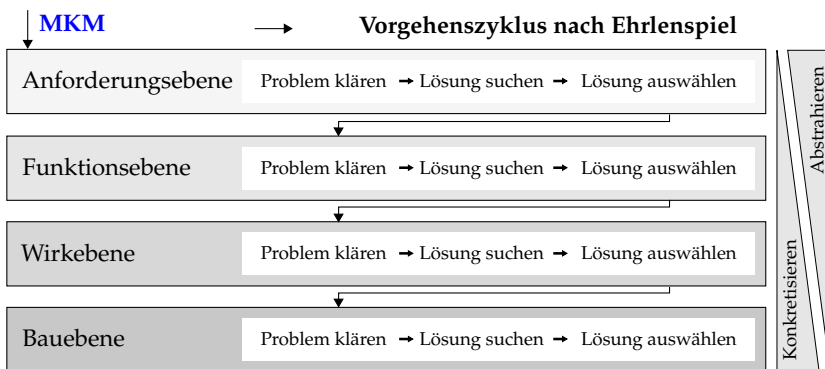 MKM → Vorgehenszyklus nach Ehrlenspiel
Anforderungsebene Problem klären → Lösung suchen → Lösung auswählen
Funktionsebene Problem klären → Lösung suchen → Lösung auswählen
Wirkebene Problem klären → Lösung suchen → Lösung auswählen
Bauebene Problem klären → Lösung suchen → Lösung auswählen
Konkretisieren
Abstrahieren